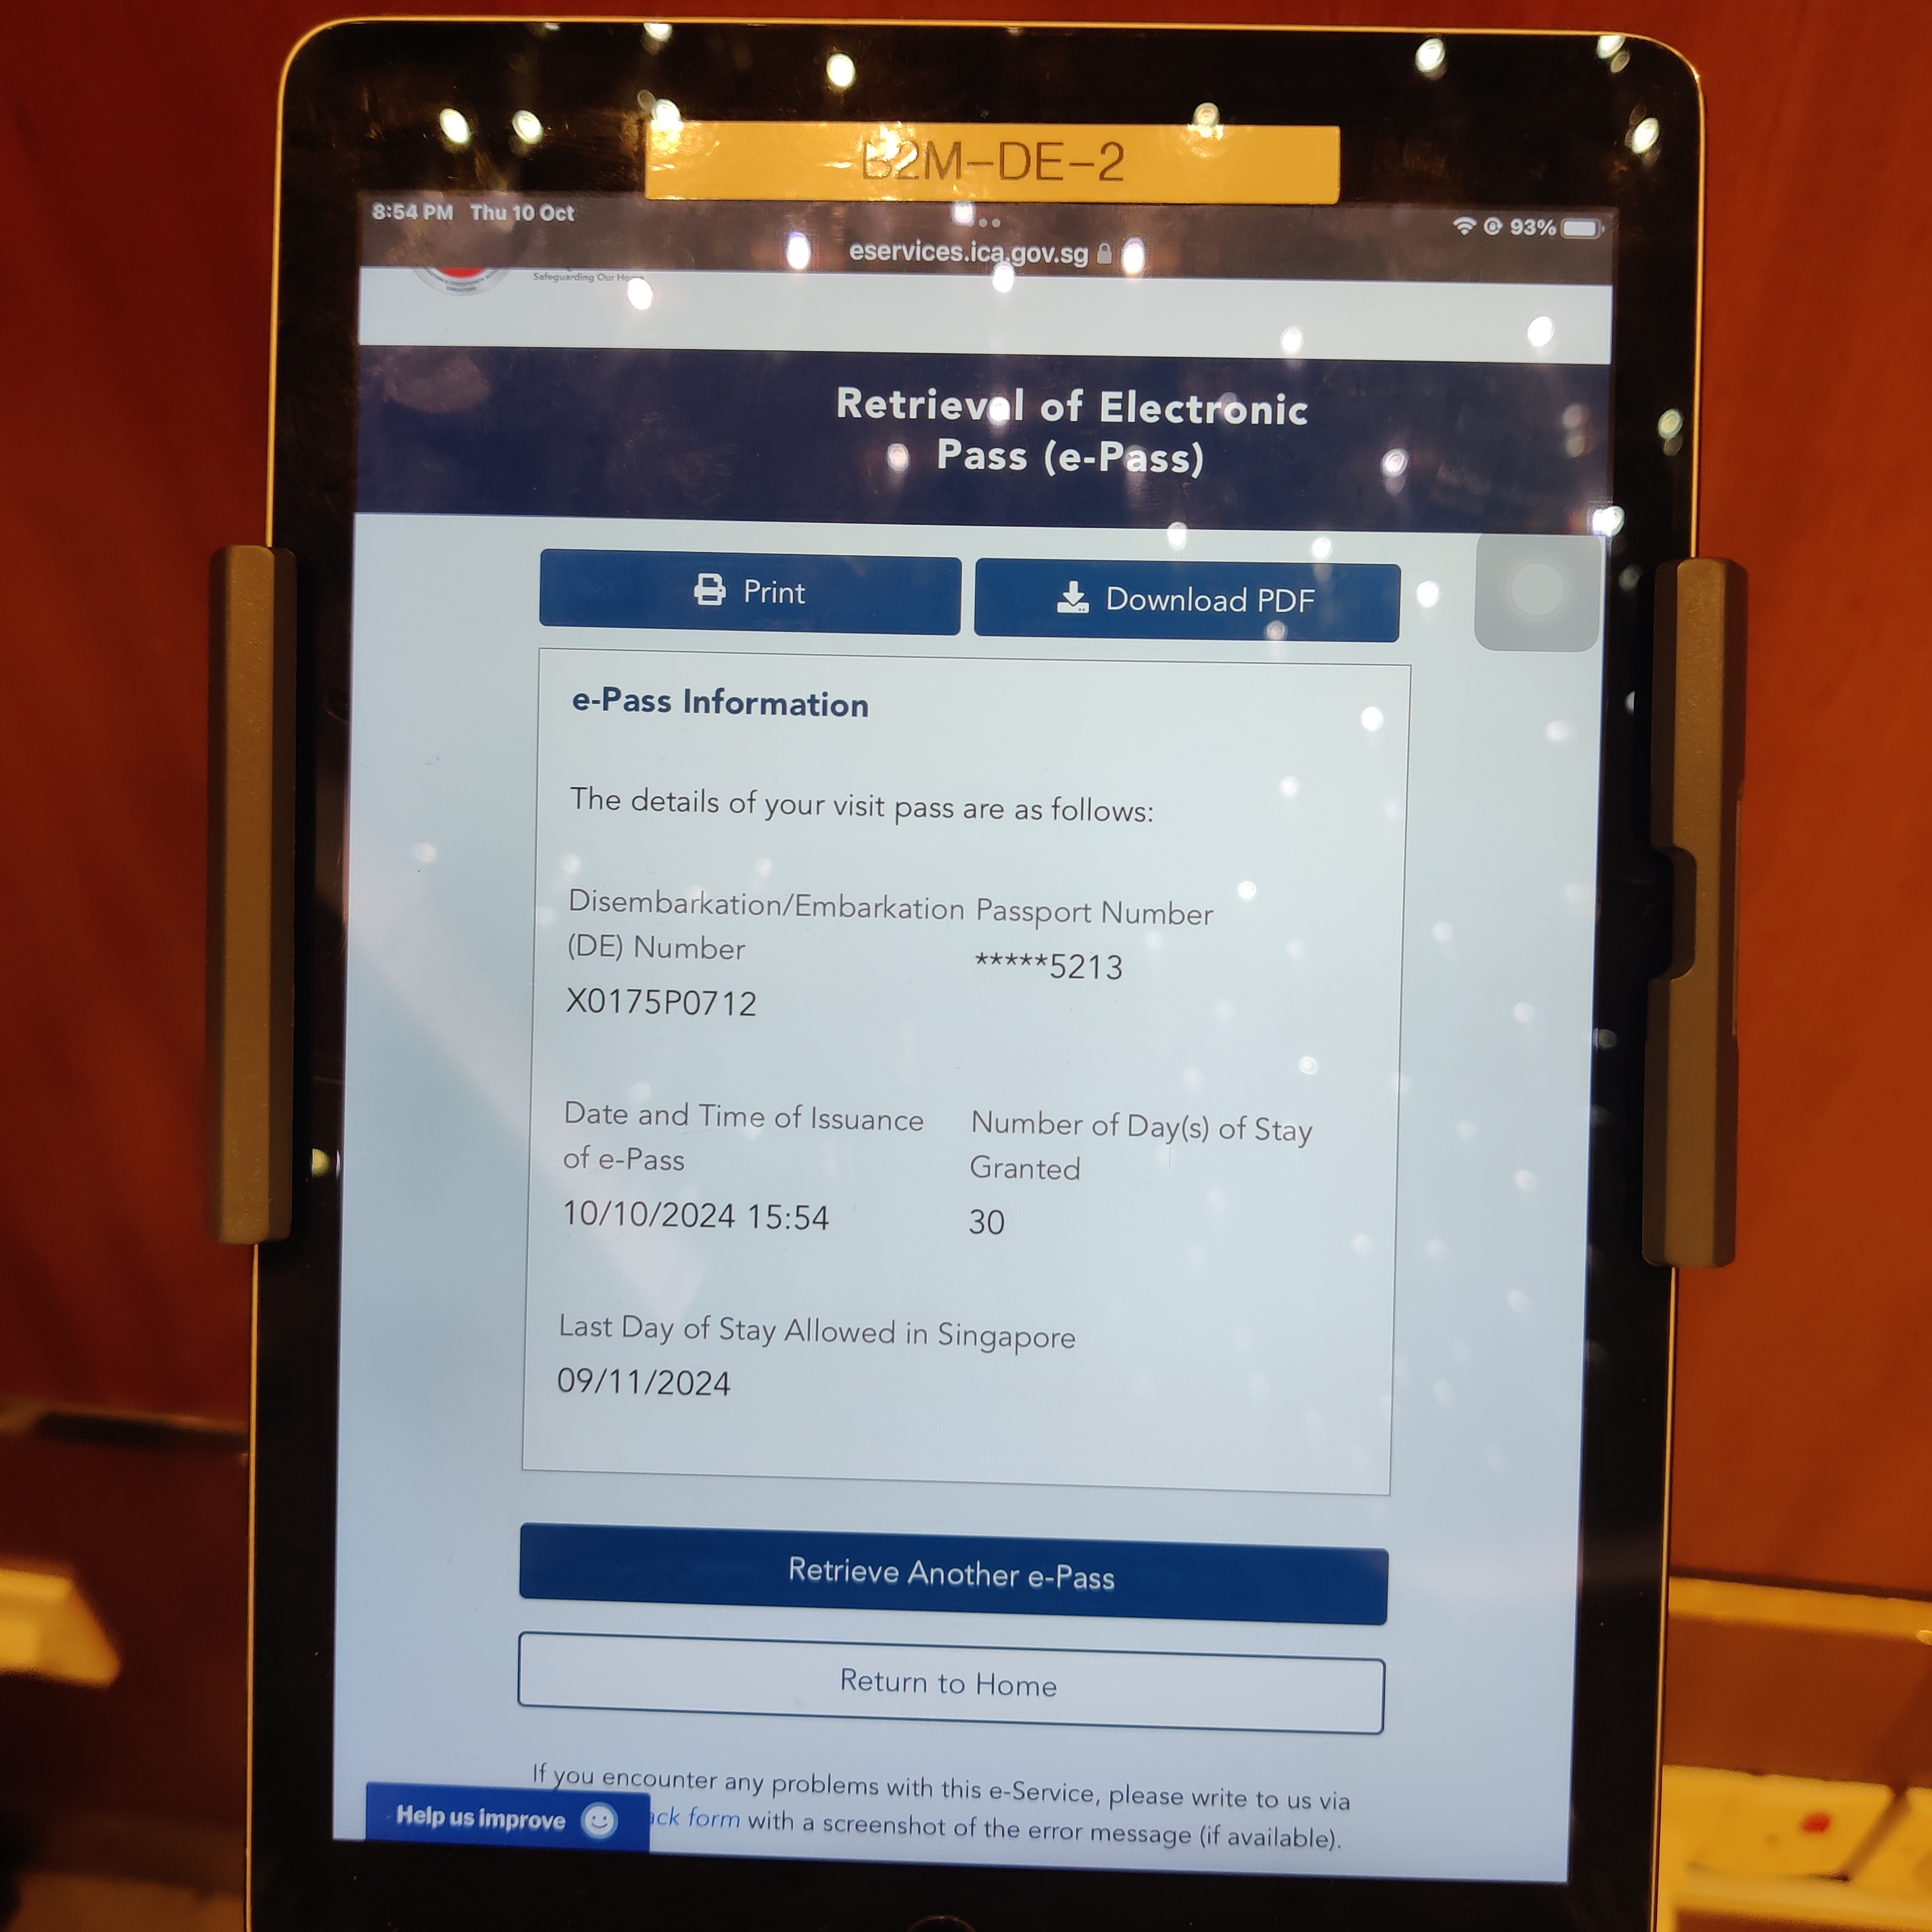 B2M-DE-2
8:54 PM Thu 10 Oct
93%
eservices.ica.gov.sg
Safeguarding Our
Retrieval of Electronic
Pass (e-Pass)
Print
Download PDF
e-Pass Information
The details of your visit pass are as follows:
Disembarkation/Embarkation
(DE) Number
X0175P0712
Passport Number
*****5213
Date and Time of Issuance
of e-Pass
10/10/2024 15:54
Number of Day(s) of Stay
Granted
30
Last Day of Stay Allowed in Singapore
09/11/2024
Retrieve Another e-Pass
Return to Home
If you encounter any problems with this e-Service, please write to us via
ack form with a screenshot of the error message (if available).
Help us improve